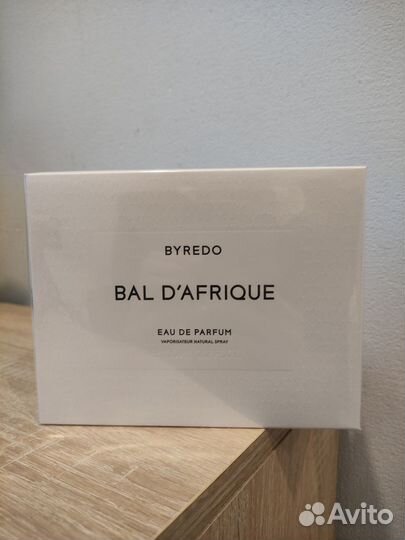 BYREDO
BAL D'AFRIQUE
EAU DE PARFUM
VAPORISATEUR NATURAL SPRAY
Avito